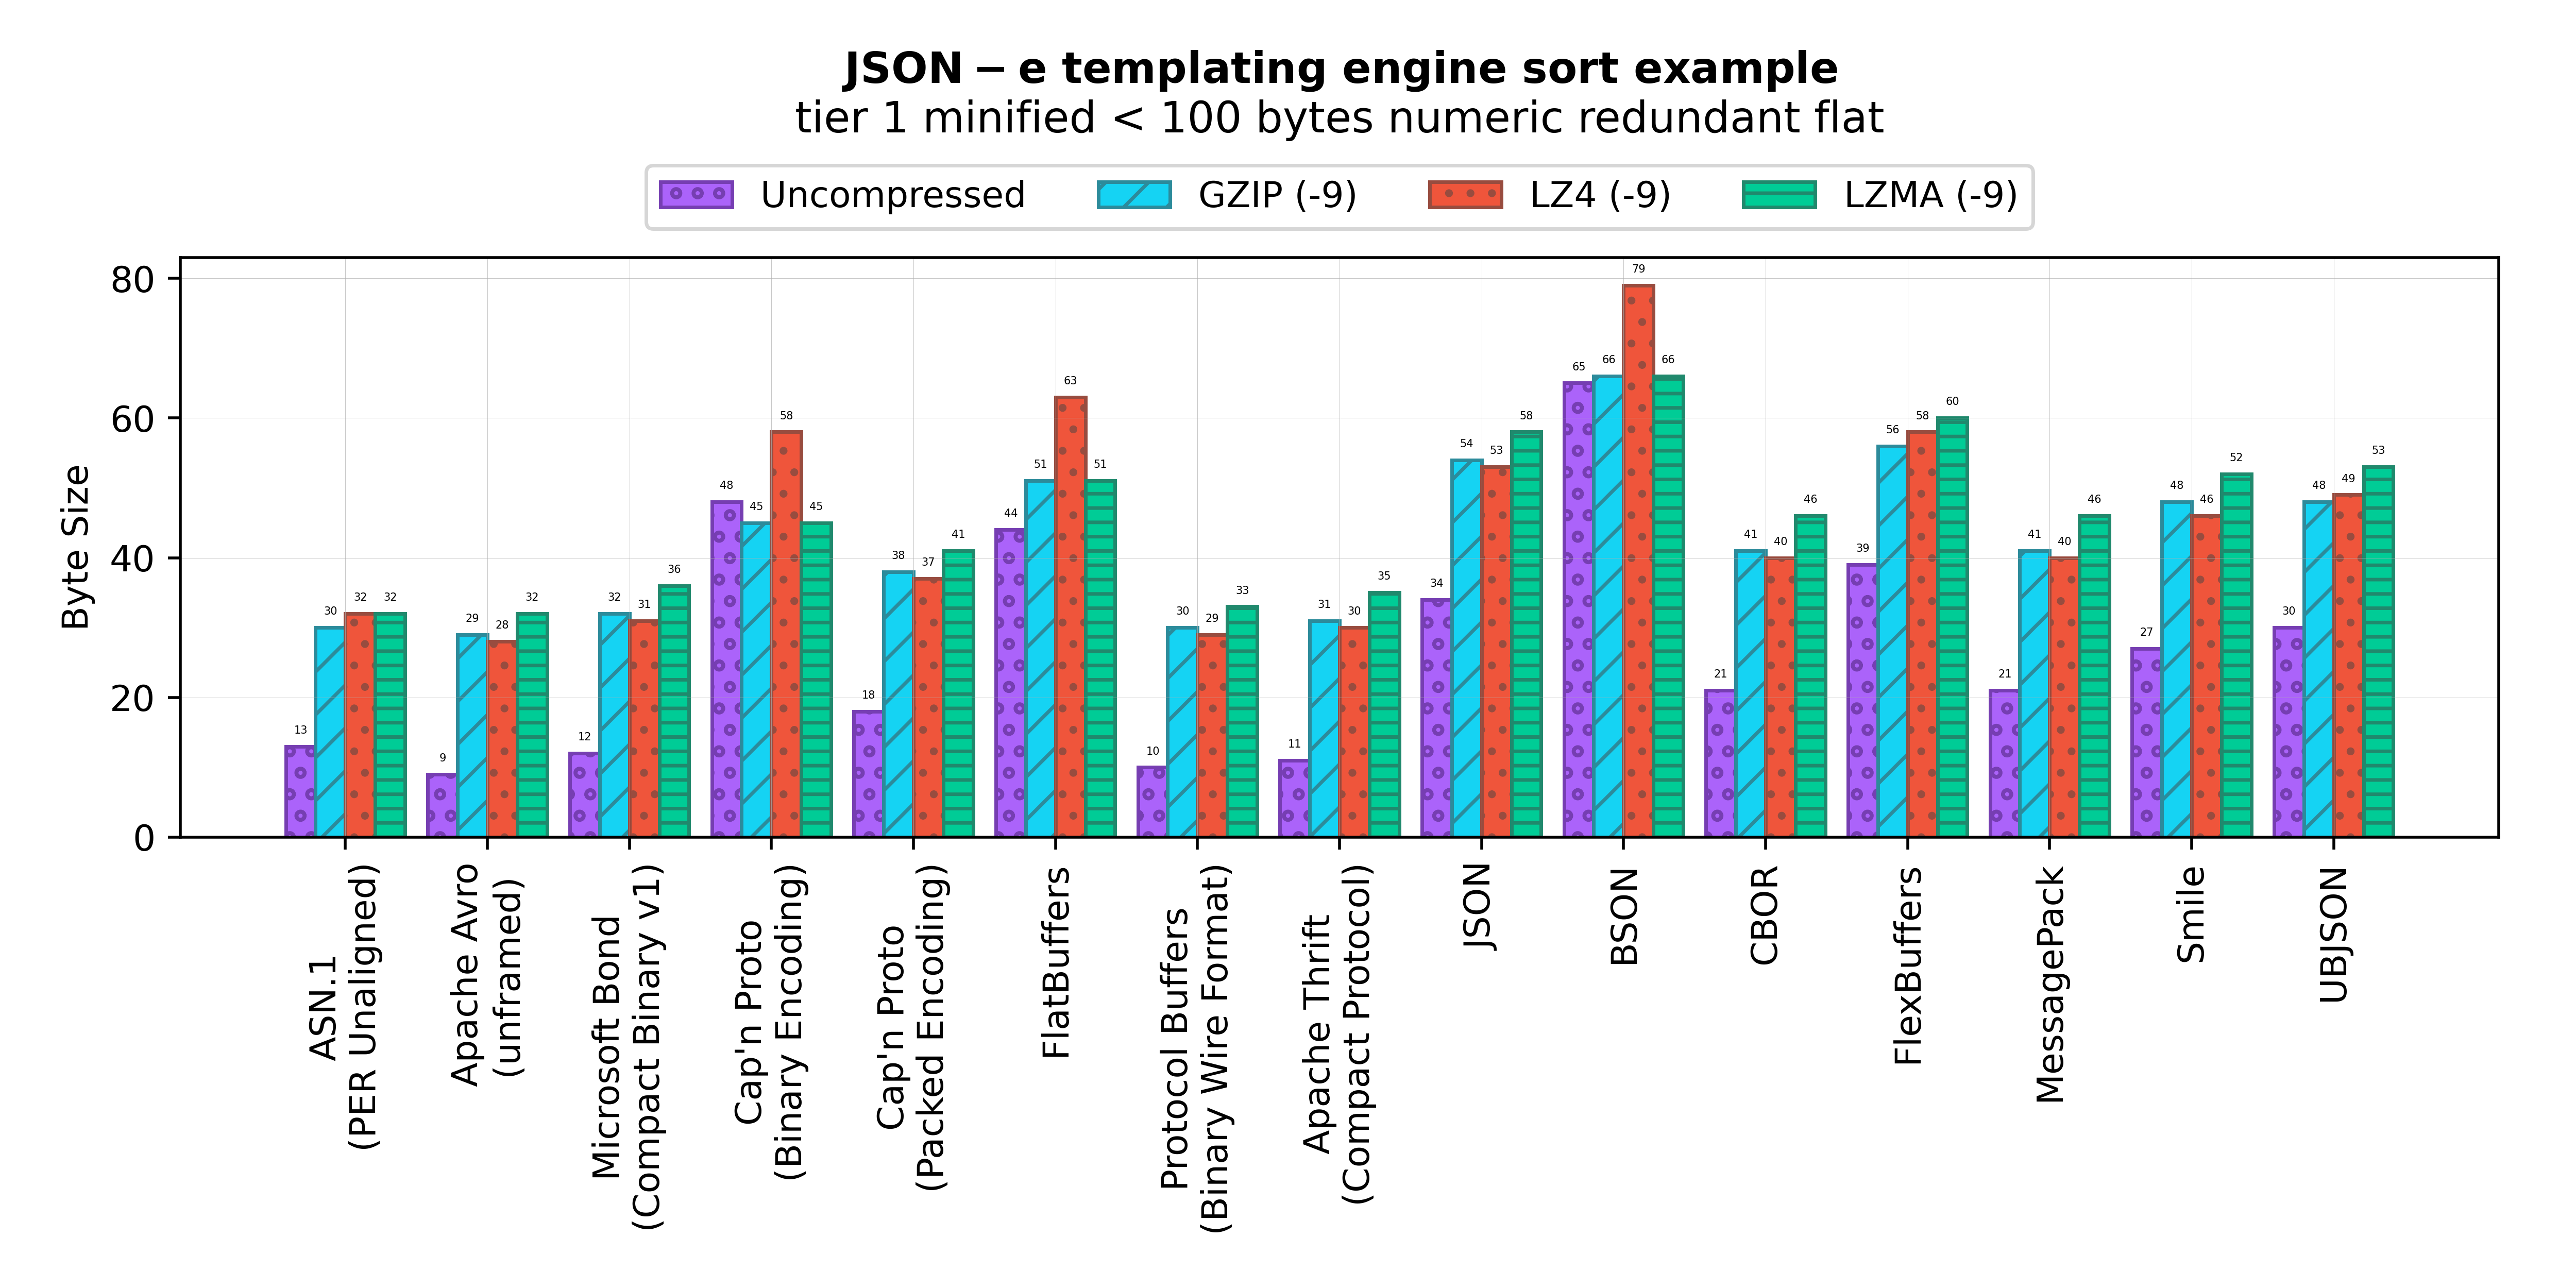 JSON − e templating engine sort example
tier 1 minified < 100 bytes numeric redundant flat
Uncompressed GZIP (-9) LZ4 (-9) LZMA (-9)
Byte Size
80
60
40
20
0
13 30 32 32
9 29 28 32
12 32 31 36
48 45 58 45
18 38 37 41
44 51 63 51
10 30 29 33
11 31 30 35
34 54 53 58
65 66 79 66
21 41 40 46
39 56 58 60
21 41 40 46
27 48 46 52
30 48 49 53
ASN.1
(PER Unaligned)
Apache Avro
(unframed)
Microsoft Bond
(Compact Binary v1)
Cap'n Proto
(Binary Encoding)
Cap'n Proto
(Packed Encoding)
FlatBuffers
Protocol Buffers
(Binary Wire Format)
Apache Thrift
(Compact Protocol)
JSON
BSON
CBOR
FlexBuffers
MessagePack
Smile
UBJSON